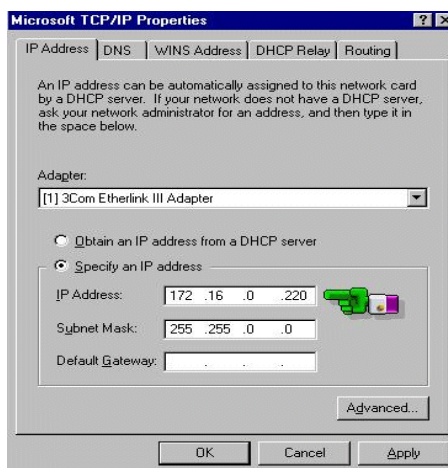 Microsoft TCP/IP Properties
IP Address DNS WINS Address DHCP Relay Routing
An IP address can be automatically assigned to this network card
by a DHCP server. If your network does not have a DHCP server,
ask your network administrator for an address, and then type it in
the space below.
Adapter:
[1] 3Com Etherlink III Adapter
Obtain an IP address from a DHCP server
Specify an IP address
IP Address: 172 .16 .0 .220
Subnet Mask: 255 .255 .0 .0
Default Gateway: . . .
Advanced...
OK Cancel Apply